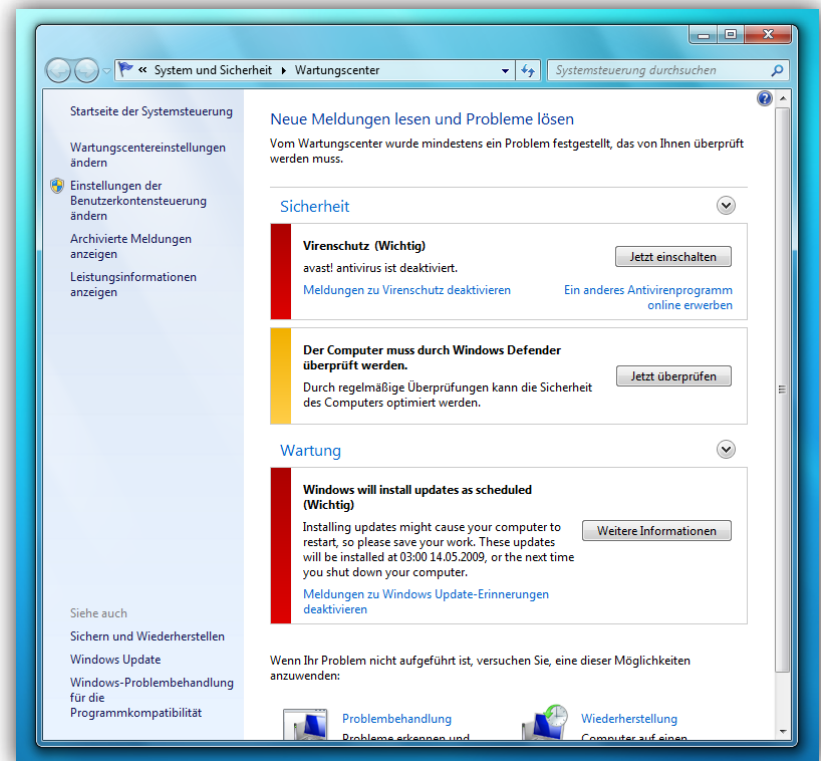 « System und Sicherheit ▸ Wartungscenter
Systemsteuerung durchsuchen
Startseite der Systemsteuerung
Wartungscentereinstellungen
ändern
Einstellungen der
Benutzerkontensteuerung
ändern
Archivierte Meldungen
anzeigen
Leistungsinformationen
anzeigen
Siehe auch
Sichern und Wiederherstellen
Windows Update
Windows-Problembehandlung
für die
Programmkompatibilität
Neue Meldungen lesen und Probleme lösen
Vom Wartungscenter wurde mindestens ein Problem festgestellt, das von Ihnen überprüft
werden muss.
Sicherheit
Virenschutz (Wichtig)
avast! antivirus ist deaktiviert.
Jetzt einschalten
Meldungen zu Virenschutz deaktivieren
Ein anderes Antivirenprogramm
online erwerben
Der Computer muss durch Windows Defender
überprüft werden.
Durch regelmäßige Überprüfungen kann die Sicherheit
des Computers optimiert werden.
Jetzt überprüfen
Wartung
Windows will install updates as scheduled
(Wichtig)
Installing updates might cause your computer to
restart, so please save your work. These updates
will be installed at 03:00 14.05.2009, or the next time
you shut down your computer.
Weitere Informationen
Meldungen zu Windows Update-Erinnerungen
deaktivieren
Wenn Ihr Problem nicht aufgeführt ist, versuchen Sie, eine dieser Möglichkeiten
anzuwenden:
Problembehandlung
Probleme erkennen und
Wiederherstellung
Computer auf einen